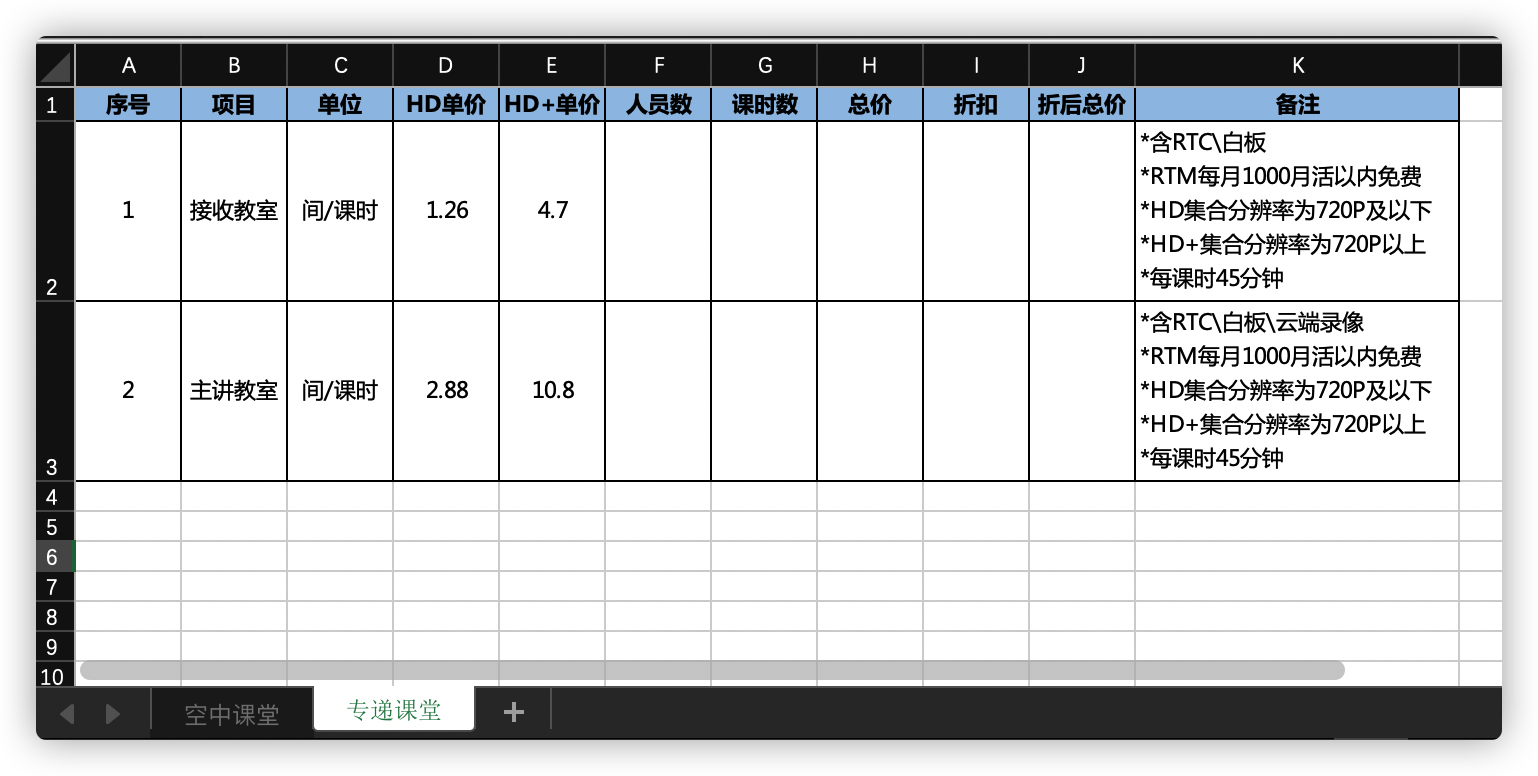 A B C D E F G H I J K
1 序号 项目 单位 HD单价 HD+单价 人员数 课时数 总价 折扣 折后总价 备注
2 1 接收教室 间/课时 1.26 4.7
*含RTC\白板
*RTM每月1000月活以内免费
*HD集合分辨率为720P及以下
*HD+集合分辨率为720P以上
*每课时45分钟
3 2 主讲教室 间/课时 2.88 10.8
*含RTC\白板\云端录像
*RTM每月1000月活以内免费
*HD集合分辨率为720P及以下
*HD+集合分辨率为720P以上
*每课时45分钟
4
5
6
7
8
9
10
空中课堂 专递课堂 +